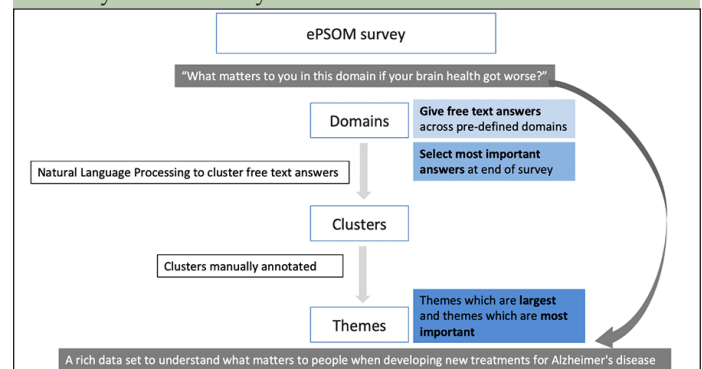 ePSOM survey
“What matters to you in this domain if your brain health got worse?”
Domains
Give free text answers
across pre-defined domains
Select most important
answers at end of survey
Natural Language Processing to cluster free text answers
Clusters
Clusters manually annotated
Themes
Themes which are largest
and themes which are most
important
A rich data set to understand what matters to people when developing new treatments for Alzheimer's disease